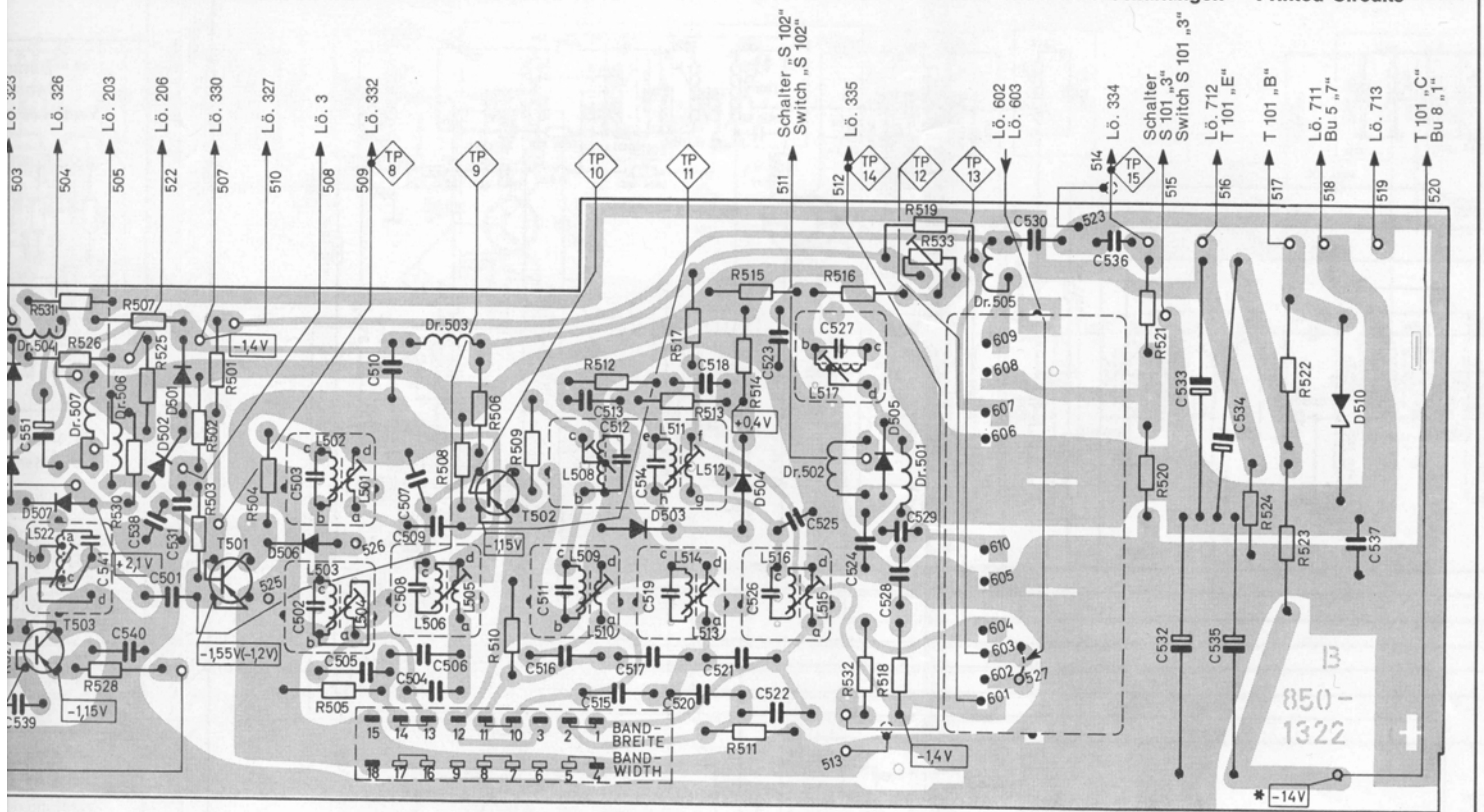 Printed Circuits
Lö. 323
503
Lö. 326
504
Lö. 203
505
Lö. 206
522
Lö. 330
507
Lö. 327
510
Lö. 3
508
Lö. 332
509
TP 8
TP 9
TP 10
TP 11
Schalter „S 102"
Switch „S 102"
511
Lö. 335
512
TP 14
TP 12
TP 13
Lö. 602
Lö. 603
Lö. 334
514
TP 15
Schalter
S 101 „3"
Switch S 101 „3"
515
Lö. 712
T 101 „E"
516
T 101 „B"
517
Lö. 711
Bu 5 „7"
518
Lö. 713
519
T 101 „C"
Bu 8 „1"
520
R519
R533
C530
523
C536
Dr.505
R515
R516
R531
R507
Dr.504
R526
R525
-1,4V
Dr.503
C510
R517
C518
R514
C523
C527
b
c
a
d
L517
609
608
607
606
R521
C533
C534
R522
D510
C551
Dr.507
Dr.506
D502
D501
R502
R501
R506
R512
C513
R513
+0,4V
D505
L502
c
d
C503
L501
b
a
R508
R509
C512
c
L508
b
L511
e
f
C514
L512
h
g
D504
Dr.502
Dr.501
R520
R524
D507
R530
C538
C531
R503
R504
C507
C509
T502
-1,15V
D503
C525
C529
R523
C537
L522
a
b
c
d
C541
+2,1V
C501
T501
D506
526
525
L503
c
d
C502
L504
b
a
C508
c
d
L505
L506
b
a
L509
c
d
C511
L510
b
a
L514
c
d
C519
L513
b
a
L516
c
d
C526
L515
b
a
C524
C528
610
605
604
603
602
601
527
T503
C540
R527
R528
-1,55V(-1,2V)
C505
C504
C506
R505
R510
C516
C517
C521
C515
C520
C522
R511
R532
R518
C532
C535
C539
-1,15V
15 14 13 12 11 10 3 2 1
BAND-
BREITE
BAND-
WIDTH
18 17 16 9 8 7 6 5 4
513
-1,4V
B
850-
1322
* -14V